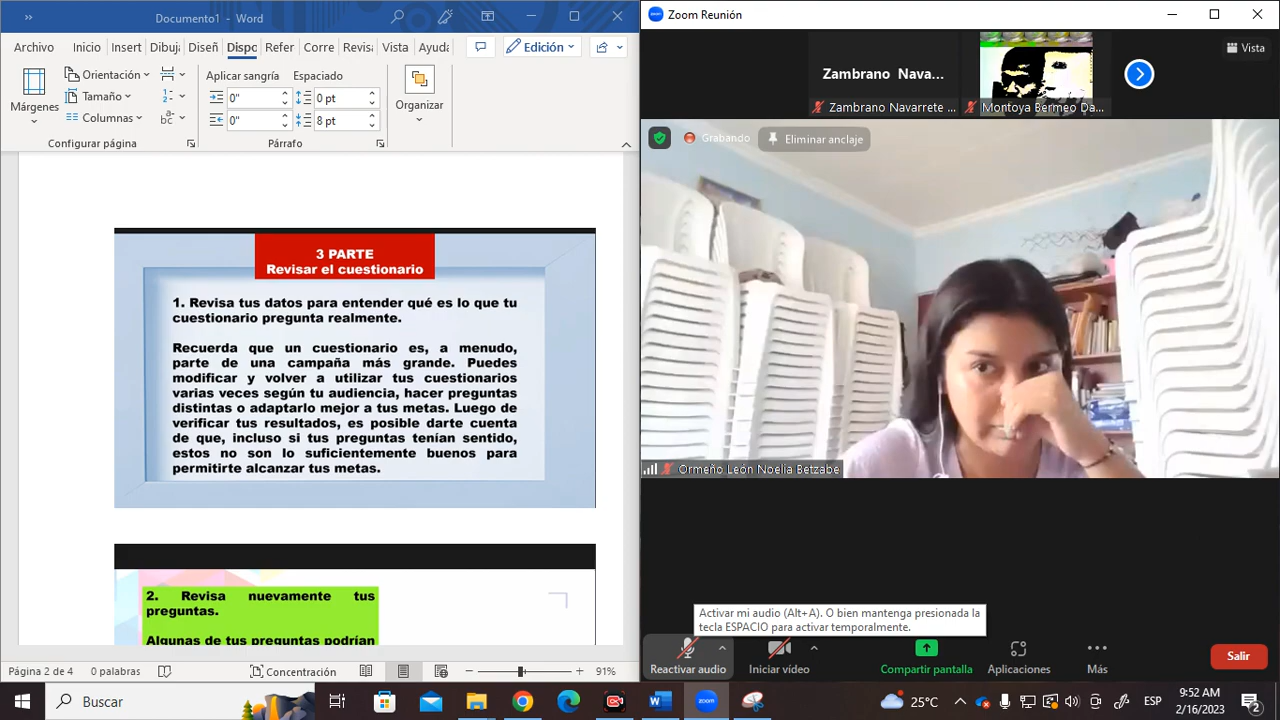 Documento1 - Word
Archivo Inicio Insert Dibuj Diseñ Dispo Refer Corre Revis Vista Ayuda
Edición
Márgenes
Orientación
Tamaño
Columnas
Configurar página
Aplicar sangría
0"
0"
Espaciado
0 pt
8 pt
Párrafo
Organizar
3 PARTE
Revisar el cuestionario
1. Revisa tus datos para entender qué es lo que tu
cuestionario pregunta realmente.
Recuerda que un cuestionario es, a menudo,
parte de una campaña más grande. Puedes
modificar y volver a utilizar tus cuestionarios
varias veces según tu audiencia, hacer preguntas
distintas o adaptarlo mejor a tus metas. Luego de
verificar tus resultados, es posible darte cuenta
de que, incluso si tus preguntas tenían sentido,
estos no son lo suficientemente buenos para
permitirte alcanzar tus metas.
2. Revisa nuevamente tus
preguntas.
Algunas de tus preguntas podrían
Página 2 de 4 0 palabras Concentración 91%
Zoom Reunión
Zambrano Nava...
Zambrano Navarrete ...
Montoya Bermeo Da...
Vista
Grabando
Eliminar anclaje
Ormeño León Noelia Betzabe
Activar mi audio (Alt+A). O bien mantenga presionada la
tecla ESPACIO para activar temporalmente.
Reactivar audio Iniciar vídeo Compartir pantalla Aplicaciones Más Salir
Buscar
25°C
ESP
9:52 AM
2/16/2023
2